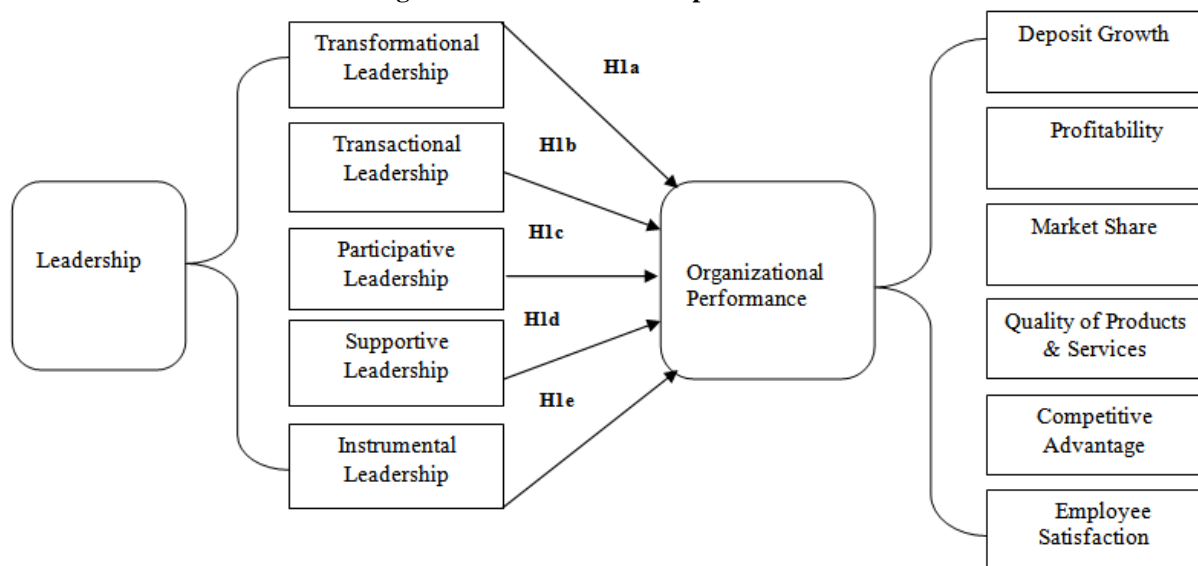 Leadership
Transformational
Leadership
Transactional
Leadership
Participative
Leadership
Supportive
Leadership
Instrumental
Leadership
H1a
H1b
H1c
H1d
H1e
Organizational
Performance
Deposit Growth
Profitability
Market Share
Quality of Products
& Services
Competitive
Advantage
Employee
Satisfaction